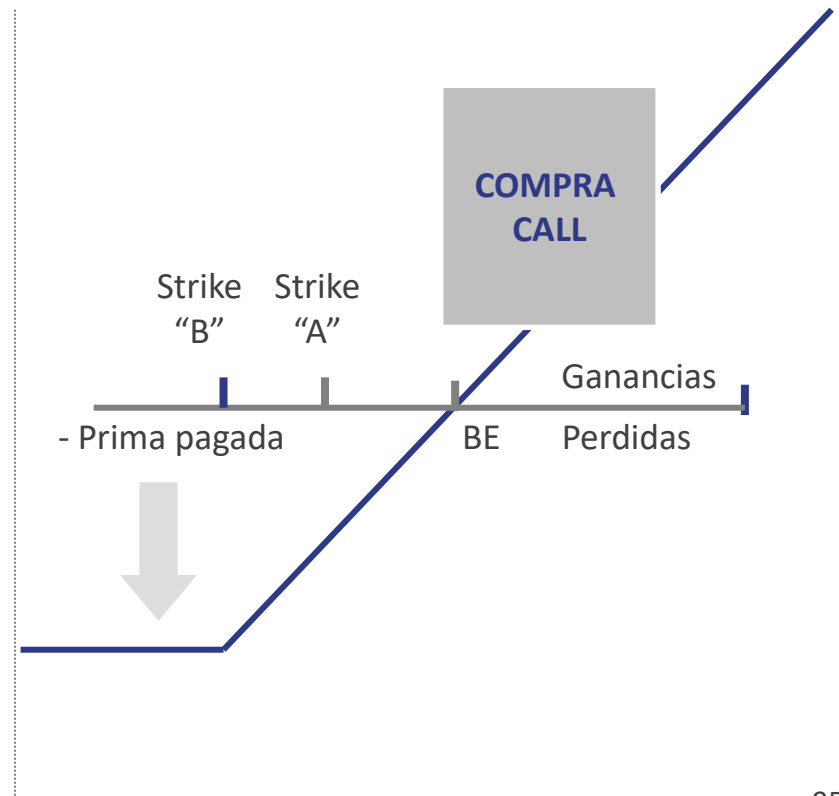 COMPRA
CALL
Strike Strike
“B” “A”
Ganancias
- Prima pagada BE Perdidas